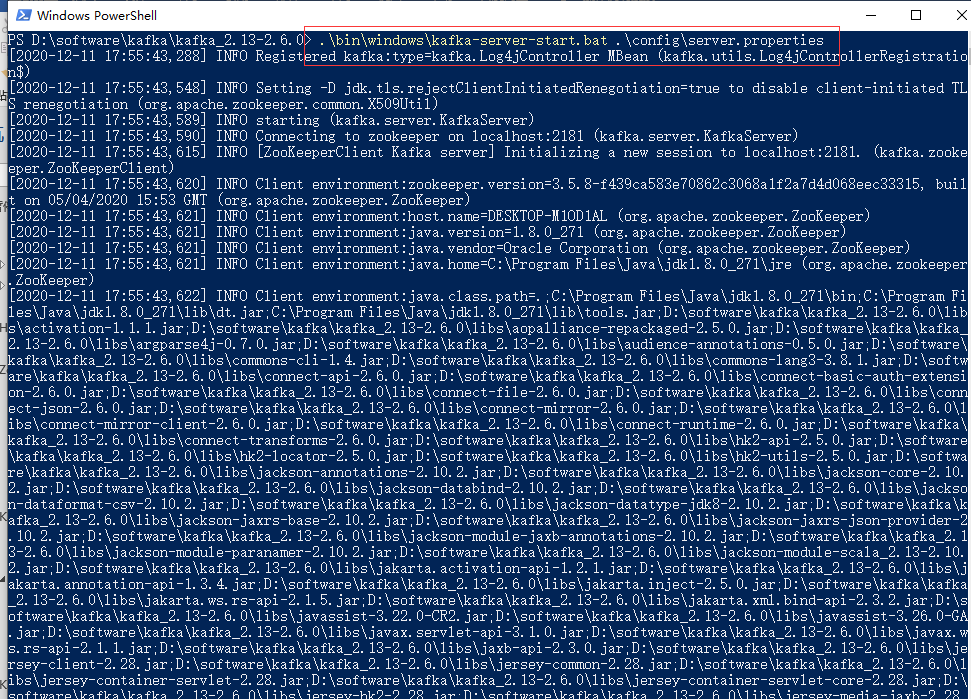 Windows PowerShell
PS D:\software\kafka\kafka_2.13-2.6.0> .\bin\windows\kafka-server-start.bat .\config\server.properties
[2020-12-11 17:55:43,288] INFO Registered kafka:type=kafka.Log4jController MBean (kafka.utils.Log4jControllerRegistratio
n$)
[2020-12-11 17:55:43,548] INFO Setting -D jdk.tls.rejectClientInitiatedRenegotiation=true to disable client-initiated TL
S renegotiation (org.apache.zookeeper.common.X509Util)
[2020-12-11 17:55:43,589] INFO starting (kafka.server.KafkaServer)
[2020-12-11 17:55:43,590] INFO Connecting to zookeeper on localhost:2181 (kafka.server.KafkaServer)
[2020-12-11 17:55:43,615] INFO [ZooKeeperClient Kafka server] Initializing a new session to localhost:2181. (kafka.zooke
eper.ZooKeeperClient)
[2020-12-11 17:55:43,620] INFO Client environment:zookeeper.version=3.5.8-f439ca583e70862c3068a1f2a7d4d068eec33315, buil
t on 05/04/2020 15:53 GMT (org.apache.zookeeper.ZooKeeper)
[2020-12-11 17:55:43,621] INFO Client environment:host.name=DESKTOP-M1OD1AL (org.apache.zookeeper.ZooKeeper)
[2020-12-11 17:55:43,621] INFO Client environment:java.version=1.8.0_271 (org.apache.zookeeper.ZooKeeper)
[2020-12-11 17:55:43,621] INFO Client environment:java.vendor=Oracle Corporation (org.apache.zookeeper.ZooKeeper)
[2020-12-11 17:55:43,621] INFO Client environment:java.home=C:\Program Files\Java\jdk1.8.0_271\jre (org.apache.zookeeper
.ZooKeeper)
[2020-12-11 17:55:43,622] INFO Client environment:java.class.path=.;C:\Program Files\Java\jdk1.8.0_271\bin;C:\Program Fi
les\Java\jdk1.8.0_271\lib\dt.jar;C:\Program Files\Java\jdk1.8.0_271\lib\tools.jar;D:\software\kafka\kafka_2.13-2.6.0\lib
s\activation-1.1.1.jar;D:\software\kafka\kafka_2.13-2.6.0\libs\aopalliance-repackaged-2.5.0.jar;D:\software\kafka\kafka_
2.13-2.6.0\libs\argparse4j-0.7.0.jar;D:\software\kafka\kafka_2.13-2.6.0\libs\audience-annotations-0.5.0.jar;D:\software\
kafka\kafka_2.13-2.6.0\libs\commons-cli-1.4.jar;D:\software\kafka\kafka_2.13-2.6.0\libs\commons-lang3-3.8.1.jar;D:\softw
are\kafka\kafka_2.13-2.6.0\libs\connect-api-2.6.0.jar;D:\software\kafka\kafka_2.13-2.6.0\libs\connect-basic-auth-extensi
on-2.6.0.jar;D:\software\kafka\kafka_2.13-2.6.0\libs\connect-file-2.6.0.jar;D:\software\kafka\kafka_2.13-2.6.0\libs\conn
ect-json-2.6.0.jar;D:\software\kafka\kafka_2.13-2.6.0\libs\connect-mirror-2.6.0.jar;D:\software\kafka\kafka_2.13-2.6.0\l
ibs\connect-mirror-client-2.6.0.jar;D:\software\kafka\kafka_2.13-2.6.0\libs\connect-runtime-2.6.0.jar;D:\software\kafka\
kafka_2.13-2.6.0\libs\connect-transforms-2.6.0.jar;D:\software\kafka\kafka_2.13-2.6.0\libs\hk2-api-2.5.0.jar;D:\software
\kafka\kafka_2.13-2.6.0\libs\hk2-locator-2.5.0.jar;D:\software\kafka\kafka_2.13-2.6.0\libs\hk2-utils-2.5.0.jar;D:\softwa
re\kafka\kafka_2.13-2.6.0\libs\jackson-annotations-2.10.2.jar;D:\software\kafka\kafka_2.13-2.6.0\libs\jackson-core-2.10.
2.jar;D:\software\kafka\kafka_2.13-2.6.0\libs\jackson-databind-2.10.2.jar;D:\software\kafka\kafka_2.13-2.6.0\libs\jackso
n-dataformat-csv-2.10.2.jar;D:\software\kafka\kafka_2.13-2.6.0\libs\jackson-datatype-jdk8-2.10.2.jar;D:\software\kafka\k
afka_2.13-2.6.0\libs\jackson-jaxrs-base-2.10.2.jar;D:\software\kafka\kafka_2.13-2.6.0\libs\jackson-jaxrs-json-provider-2
.10.2.jar;D:\software\kafka\kafka_2.13-2.6.0\libs\jackson-module-jaxb-annotations-2.10.2.jar;D:\software\kafka\kafka_2.1
3-2.6.0\libs\jackson-module-paranamer-2.10.2.jar;D:\software\kafka\kafka_2.13-2.6.0\libs\jackson-module-scala_2.13-2.10.
2.jar;D:\software\kafka\kafka_2.13-2.6.0\libs\jakarta.activation-api-1.2.1.jar;D:\software\kafka\kafka_2.13-2.6.0\libs\j
akarta.annotation-api-1.3.4.jar;D:\software\kafka\kafka_2.13-2.6.0\libs\jakarta.inject-2.5.0.jar;D:\software\kafka\kafka
_2.13-2.6.0\libs\jakarta.ws.rs-api-2.1.5.jar;D:\software\kafka\kafka_2.13-2.6.0\libs\jakarta.xml.bind-api-2.3.2.jar;D:\s
oftware\kafka\kafka_2.13-2.6.0\libs\javassist-3.22.0-CR2.jar;D:\software\kafka\kafka_2.13-2.6.0\libs\javassist-3.26.0-GA
.jar;D:\software\kafka\kafka_2.13-2.6.0\libs\javax.servlet-api-3.1.0.jar;D:\software\kafka\kafka_2.13-2.6.0\libs\javax.w
s.rs-api-2.1.1.jar;D:\software\kafka\kafka_2.13-2.6.0\libs\jaxb-api-2.3.0.jar;D:\software\kafka\kafka_2.13-2.6.0\libs\je
rsey-client-2.28.jar;D:\software\kafka\kafka_2.13-2.6.0\libs\jersey-common-2.28.jar;D:\software\kafka\kafka_2.13-2.6.0\l
ibs\jersey-container-servlet-2.28.jar;D:\software\kafka\kafka_2.13-2.6.0\libs\jersey-container-servlet-core-2.28.jar;D:\
software\kafka\kafka_2.13-2.6.0\libs\jersey-hk2-2.28.jar;D:\software\kafka\kafka_2.13-2.6.0\libs\jersey-media-jaxb-2.28.